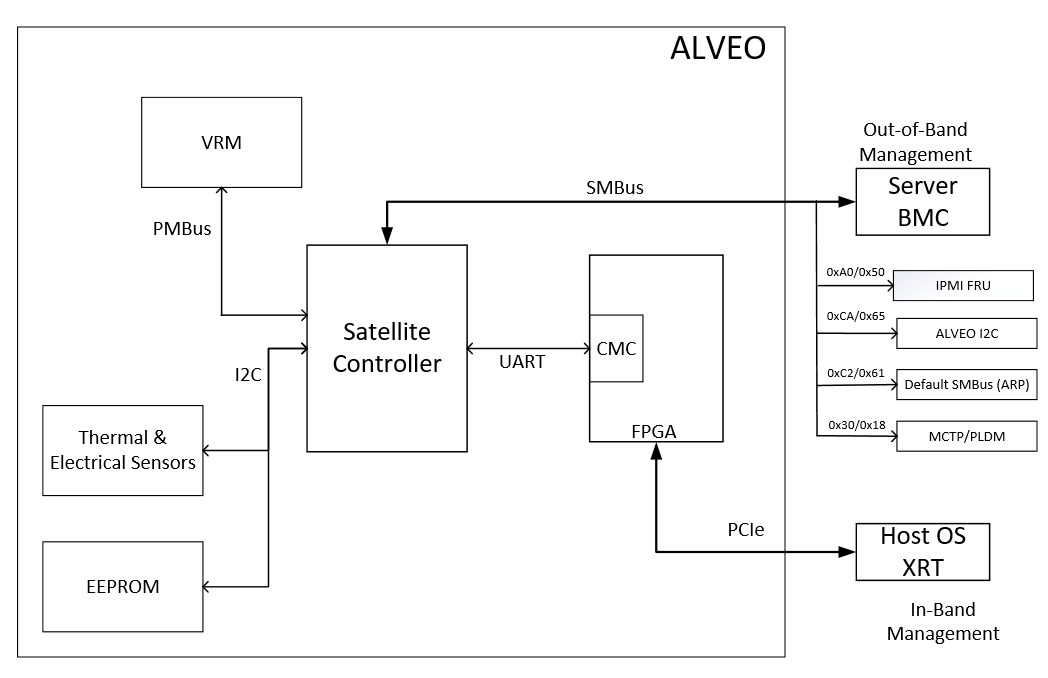 ALVEO
VRM
Out-of-Band
Management
Server
BMC
SMBus
PMBus
0xA0/0x50
IPMI FRU
0xCA/0x65
ALVEO I2C
Satellite
Controller
UART
CMC
I2C
0xC2/0x61
Default SMBus (ARP)
Thermal &
Electrical Sensors
FPGA
0x30/0x18
MCTP/PLDM
PCIe
Host OS
XRT
EEPROM
In-Band
Management